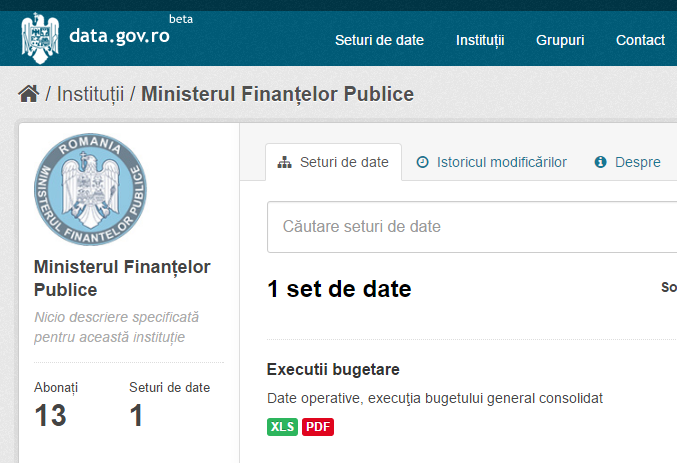 beta
data.gov.ro
Seturi de date Instituții Grupuri Contact
/ Instituții / Ministerul Finanțelor Publice
ROMANIA
MINISTERUL FINANTELOR PUBLICE
Seturi de date Istoricul modificărilor Despre
Căutare seturi de date
Ministerul Finanțelor
Publice
Nicio descriere specificată
pentru această instituție
Abonați Seturi de date
13 1
1 set de date
So
Executii bugetare
Date operative, execuţia bugetului general consolidat
XLS PDF